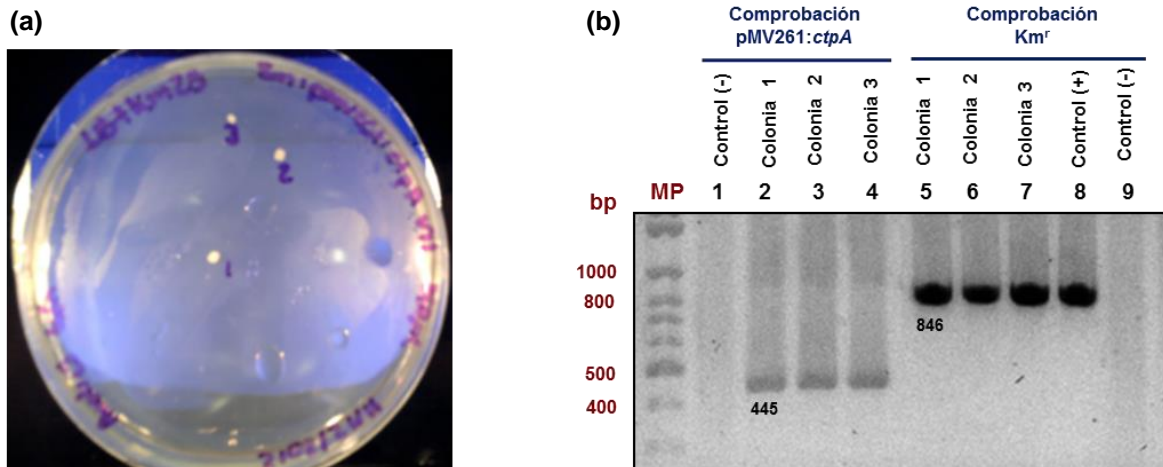 (a)
LB+Km20
3
2
1
(b)
Comprobación
pMV261:ctpA
Comprobación
Kmʳ
Control (-)
Colonia 1
Colonia 2
Colonia 3
Colonia 1
Colonia 2
Colonia 3
Control (+)
Control (-)
bp
MP
1
2
3
4
5
6
7
8
9
1000
800
500
400
846
445